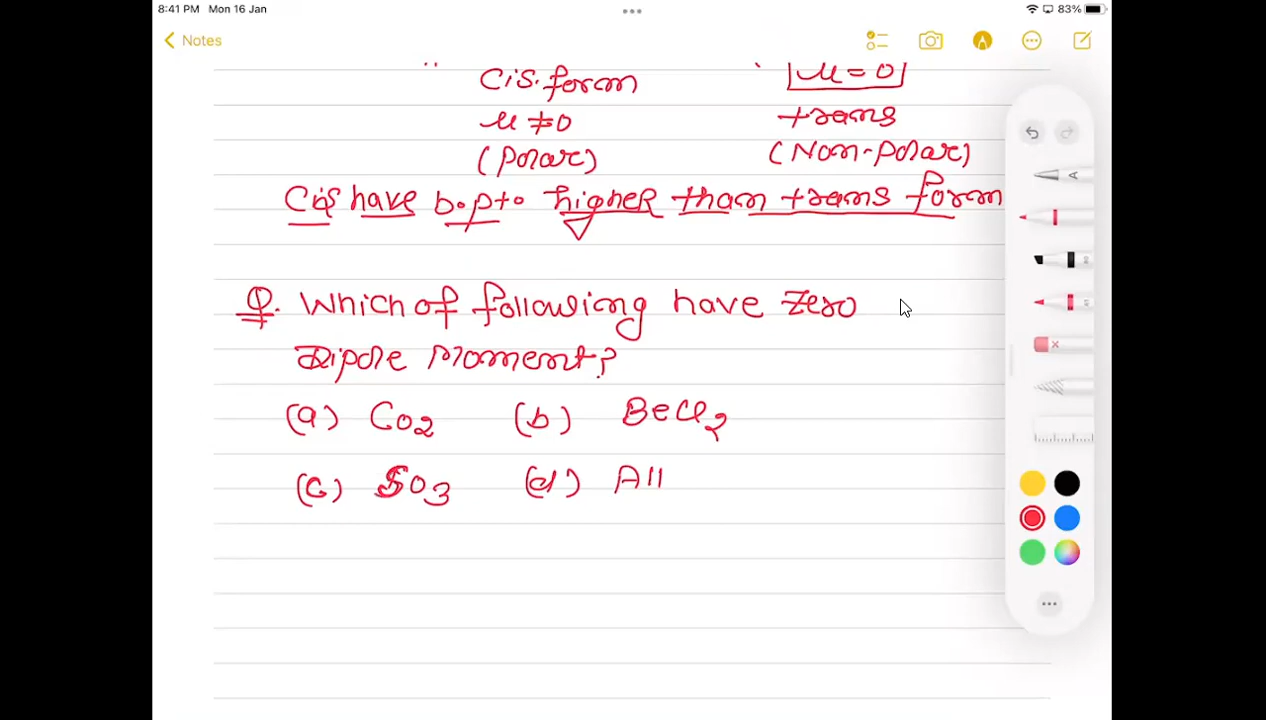 8:41 PM Mon 16 Jan
83%
Notes
Cis. form
μ = 0
μ ≠ 0
trans
(Polar)
(Non-Polar)
Cis have b.pto higher than trans form
Q. Which of following have Zero
Dipole Moment?
(a) CO2 (b) BeCl2
(c) SO3 (d) All